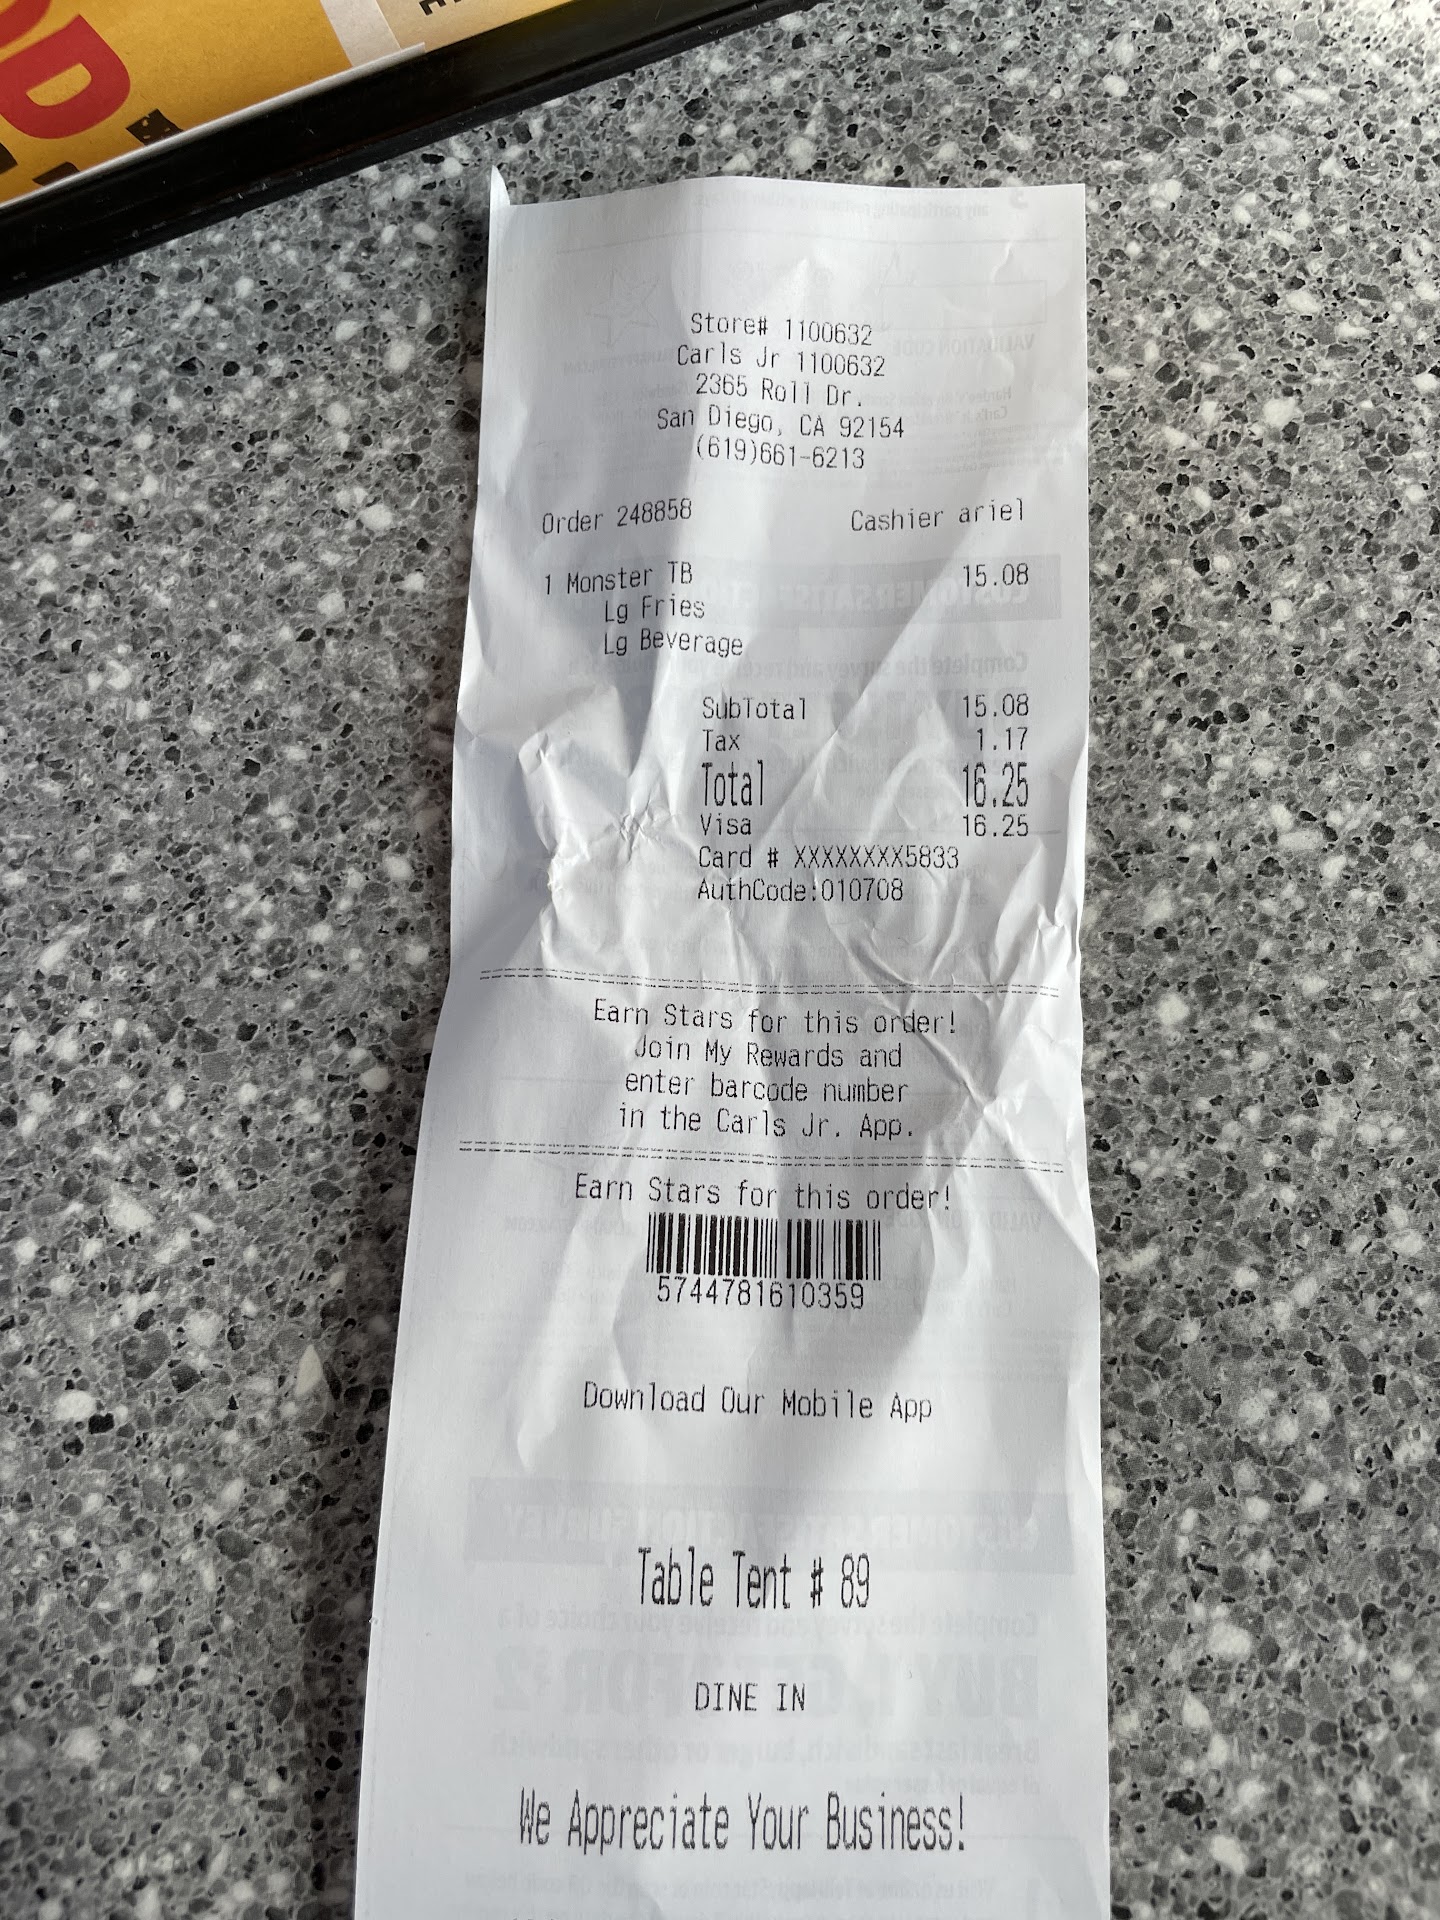 Store# 1100632
Carls Jr 1100632
2365 Roll Dr.
San Diego, CA 92154
(619)661-6213
Order 248858 Cashier ariel
1 Monster TB 15.08
Lg Fries
Lg Beverage
SubTotal 15.08
Tax 1.17
Total 16.25
Visa 16.25
Card # XXXXXXXX5833
AuthCode:010708
Earn Stars for this order!
Join My Rewards and
enter barcode number
in the Carls Jr. App.
Earn Stars for this order!
5744781610359
Download Our Mobile App
Table Tent # 89
DINE IN
We Appreciate Your Business!